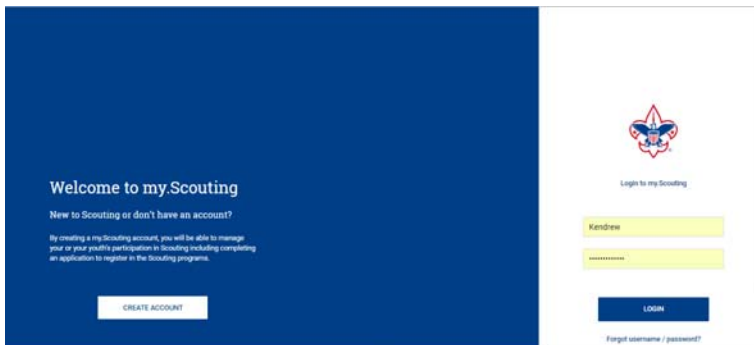 Welcome to my.Scouting
New to Scouting or don't have an account?
By creating a my.Scouting account, you will be able to manage
your or your youth's participation in Scouting including completing
an application to register in the Scouting programs.
CREATE ACCOUNT
Login to my.Scouting
Kendrew
•••••••••••••
LOGIN
Forgot username / password?